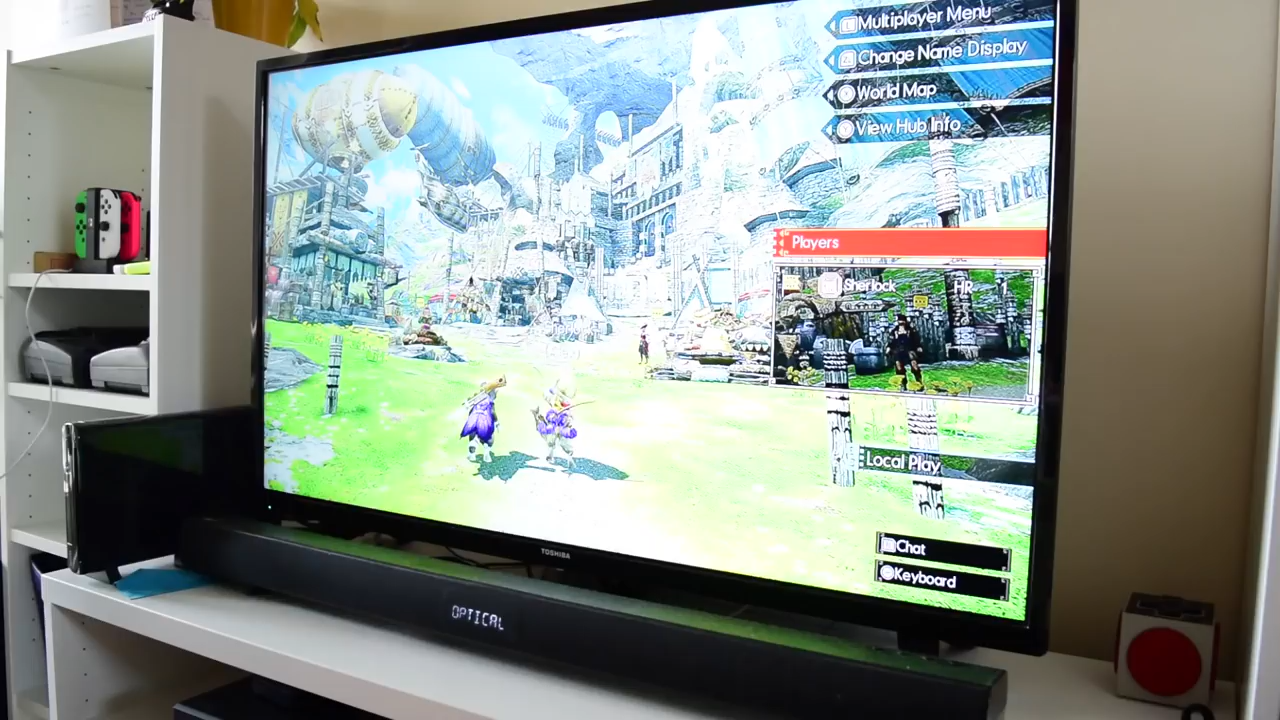 Multiplayer Menu
Change Name Display
World Map
View Hub Info
Players
Sherlock HR 1
Local Play
Chat
Keyboard
TOSHIBA
OPTICAL